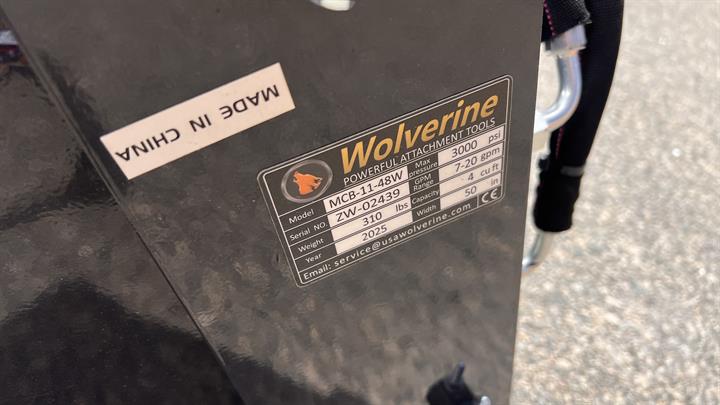 MADE IN CHINA
Wolverine
POWERFUL ATTACHMENT TOOLS
Model MCB-11-48W Max pressure 3000 psi
Serial NO. ZW-02439 GPM Range 7-20 gpm
Weight 310 lbs Capacity 4 cu ft
Year 2025 Width 50 in
Email: service@usawolverine.com CE